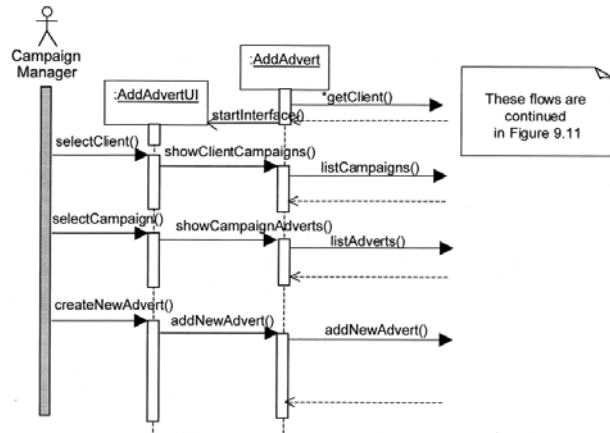 Campaign
Manager
:AddAdvertUI
:AddAdvert
*getClient()
startInterface()
These flows are
continued
in Figure 9.11
selectClient()
showClientCampaigns()
listCampaigns()
selectCampaign()
showCampaignAdverts()
listAdverts()
createNewAdvert()
addNewAdvert()
addNewAdvert()